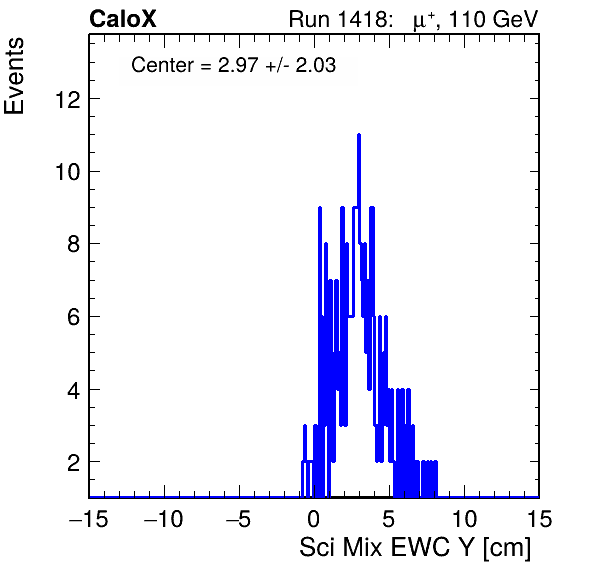 CaloX Run 1418: μ⁺, 110 GeV
Events
Center = 2.97 +/- 2.03
12
10
8
6
4
2
−15 −10 −5 0 5 10 15
Sci Mix EWC Y [cm]